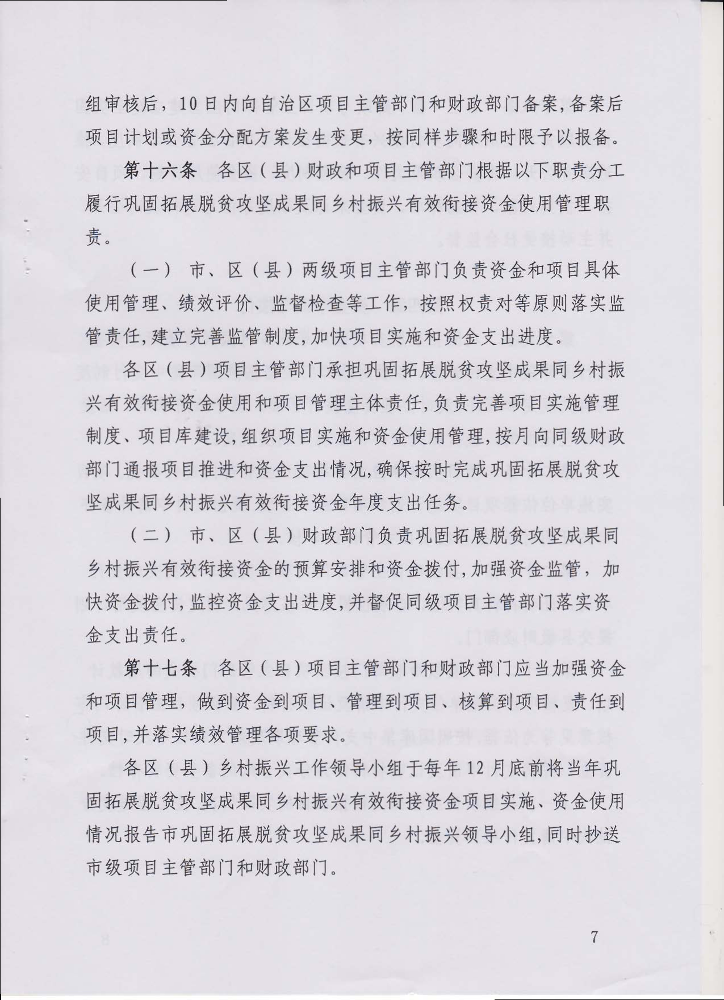 组审核后，10日内向自治区项目主管部门和财政部门备案,备案后
项目计划或资金分配方案发生变更，按同样步骤和时限予以报备。
第十六条　各区（县）财政和项目主管部门根据以下职责分工
履行巩固拓展脱贫攻坚成果同乡村振兴有效衔接资金使用管理职
责。
（一）　市、区（县）两级项目主管部门负责资金和项目具体
使用管理、绩效评价、监督检查等工作，按照权责对等原则落实监
管责任,建立完善监管制度,加快项目实施和资金支出进度。
各区（县）项目主管部门承担巩固拓展脱贫攻坚成果同乡村振
兴有效衔接资金使用和项目管理主体责任,负责完善项目实施管理
制度、项目库建设,组织项目实施和资金使用管理,按月向同级财政
部门通报项目推进和资金支出情况,确保按时完成巩固拓展脱贫攻
坚成果同乡村振兴有效衔接资金年度支出任务。
（二）　市、区（县）财政部门负责巩固拓展脱贫攻坚成果同
乡村振兴有效衔接资金的预算安排和资金拨付,加强资金监管，加
快资金拨付,监控资金支出进度,并督促同级项目主管部门落实资
金支出责任。
第十七条　各区（县）项目主管部门和财政部门应当加强资金
和项目管理，做到资金到项目、管理到项目、核算到项目、责任到
项目,并落实绩效管理各项要求。
各区（县）乡村振兴工作领导小组于每年12月底前将当年巩
固拓展脱贫攻坚成果同乡村振兴有效衔接资金项目实施、资金使用
情况报告市巩固拓展脱贫攻坚成果同乡村振兴领导小组,同时抄送
市级项目主管部门和财政部门。
7